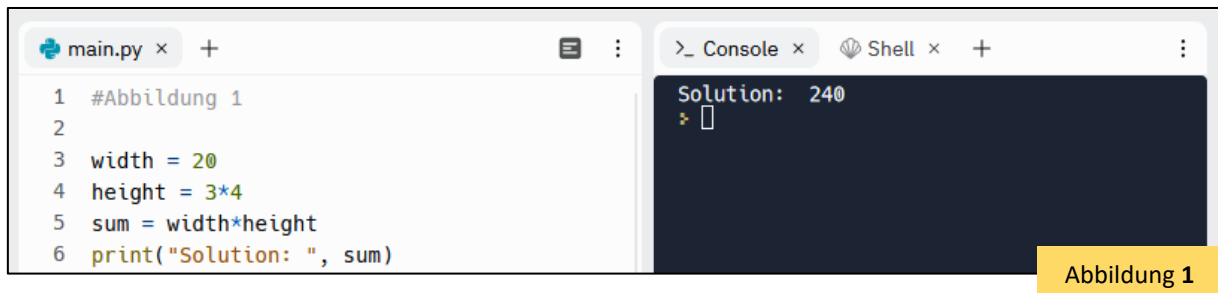 main.py × +
1 #Abbildung 1
2
3 width = 20
4 height = 3*4
5 sum = width*height
6 print("Solution: ", sum)
>_ Console × Shell × +
Solution:  240
Abbildung 1